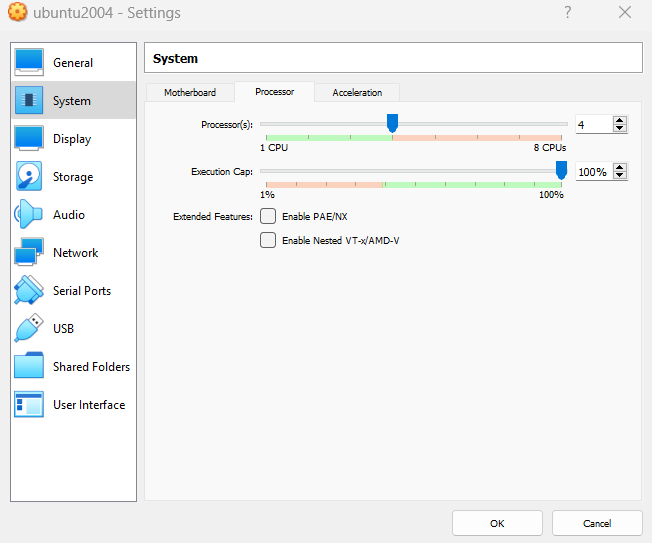 ubuntu2004 - Settings
?
General
System
Display
Storage
Audio
Network
Serial Ports
USB
Shared Folders
User Interface
System
Motherboard
Processor
Acceleration
Processor(s):
4
1 CPU
8 CPUs
Execution Cap:
100%
1%
100%
Extended Features:
Enable PAE/NX
Enable Nested VT-x/AMD-V
OK
Cancel